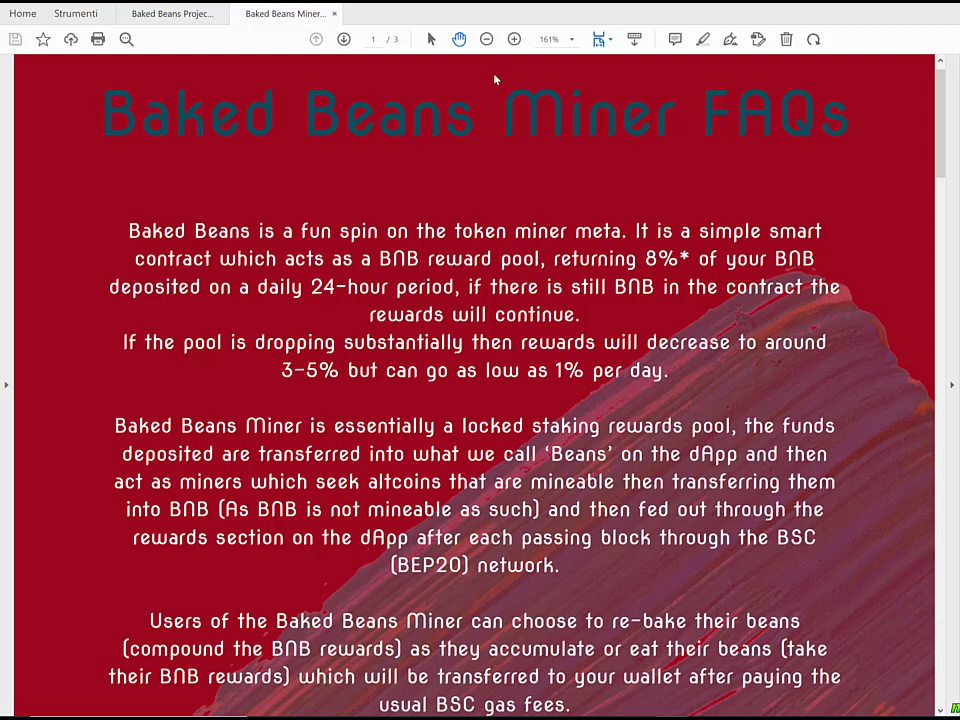 Home Strumenti Baked Beans Projec... Baked Beans Miner... ×
1 / 3 161%
Baked Beans Miner FAQs
Baked Beans is a fun spin on the token miner meta. It is a simple smart
contract which acts as a BNB reward pool, returning 8%* of your BNB
deposited on a daily 24-hour period, if there is still BNB in the contract the
rewards will continue.
If the pool is dropping substantially then rewards will decrease to around
3-5% but can go as low as 1% per day.
Baked Beans Miner is essentially a locked staking rewards pool, the funds
deposited are transferred into what we call ‘Beans’ on the dApp and then
act as miners which seek altcoins that are mineable then transferring them
into BNB (As BNB is not mineable as such) and then fed out through the
rewards section on the dApp after each passing block through the BSC
(BEP20) network.
Users of the Baked Beans Miner can choose to re-bake their beans
(compound the BNB rewards) as they accumulate or eat their beans (take
their BNB rewards) which will be transferred to your wallet after paying the
usual BSC gas fees.